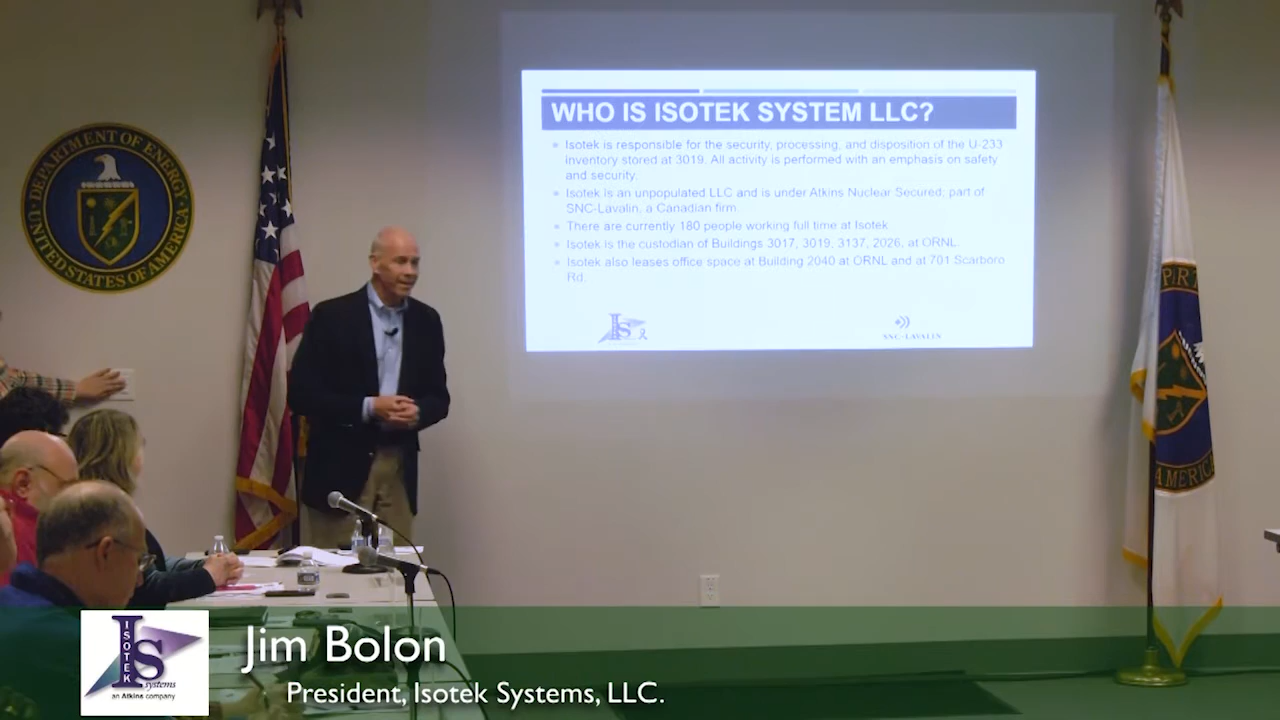 DEPARTMENT OF ENERGY
UNITED STATES OF AMERICA
WHO IS ISOTEK SYSTEM LLC?
Isotek is responsible for the security, processing, and disposition of the U-233
inventory stored at 3019. All activity is performed with an emphasis on safety
and security.
Isotek is an unpopulated LLC and is under Atkins Nuclear Secured; part of
SNC-Lavalin, a Canadian firm.
There are currently 180 people working full time at Isotek
Isotek is the custodian of Buildings 3017, 3019, 3137, 2026, at ORNL.
Isotek also leases office space at Building 2040 at ORNL and at 701 Scarboro
Rd.
IS
SNC-LAVALIN
AMERICA
ISOTEK
S
systems
an Atkins company
Jim Bolon
President, Isotek Systems, LLC.